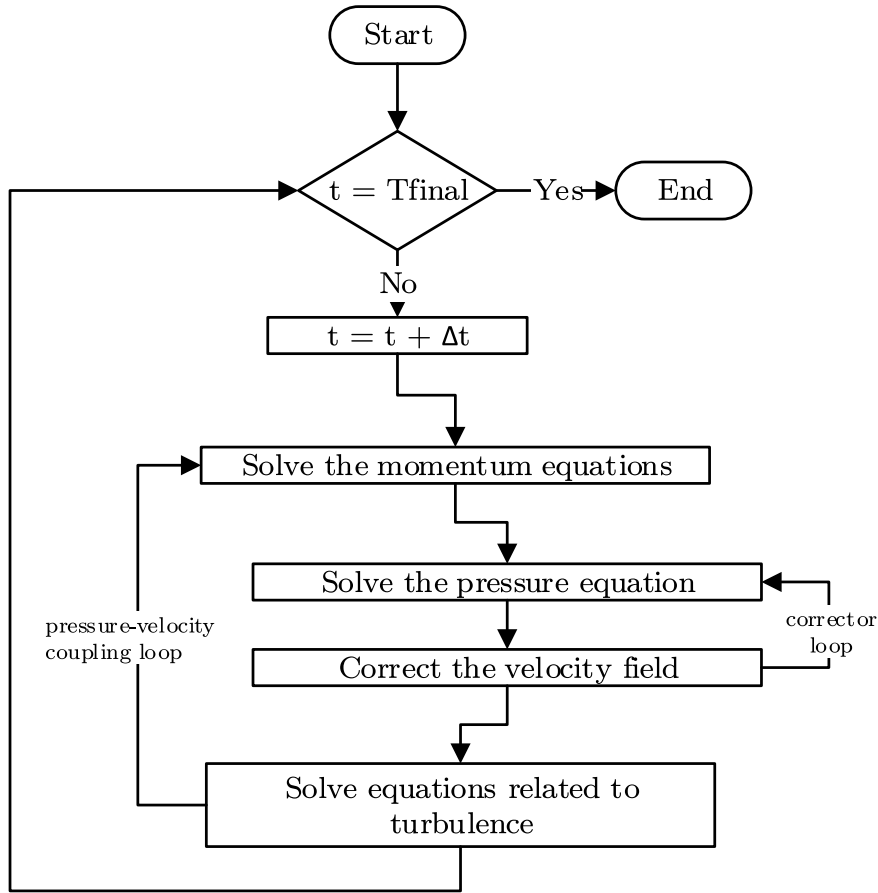 Start
t = Tfinal
Yes
End
No
t = t + Δt
Solve the momentum equations
Solve the pressure equation
pressure-velocity
coupling loop
corrector
loop
Correct the velocity field
Solve equations related to
turbulence